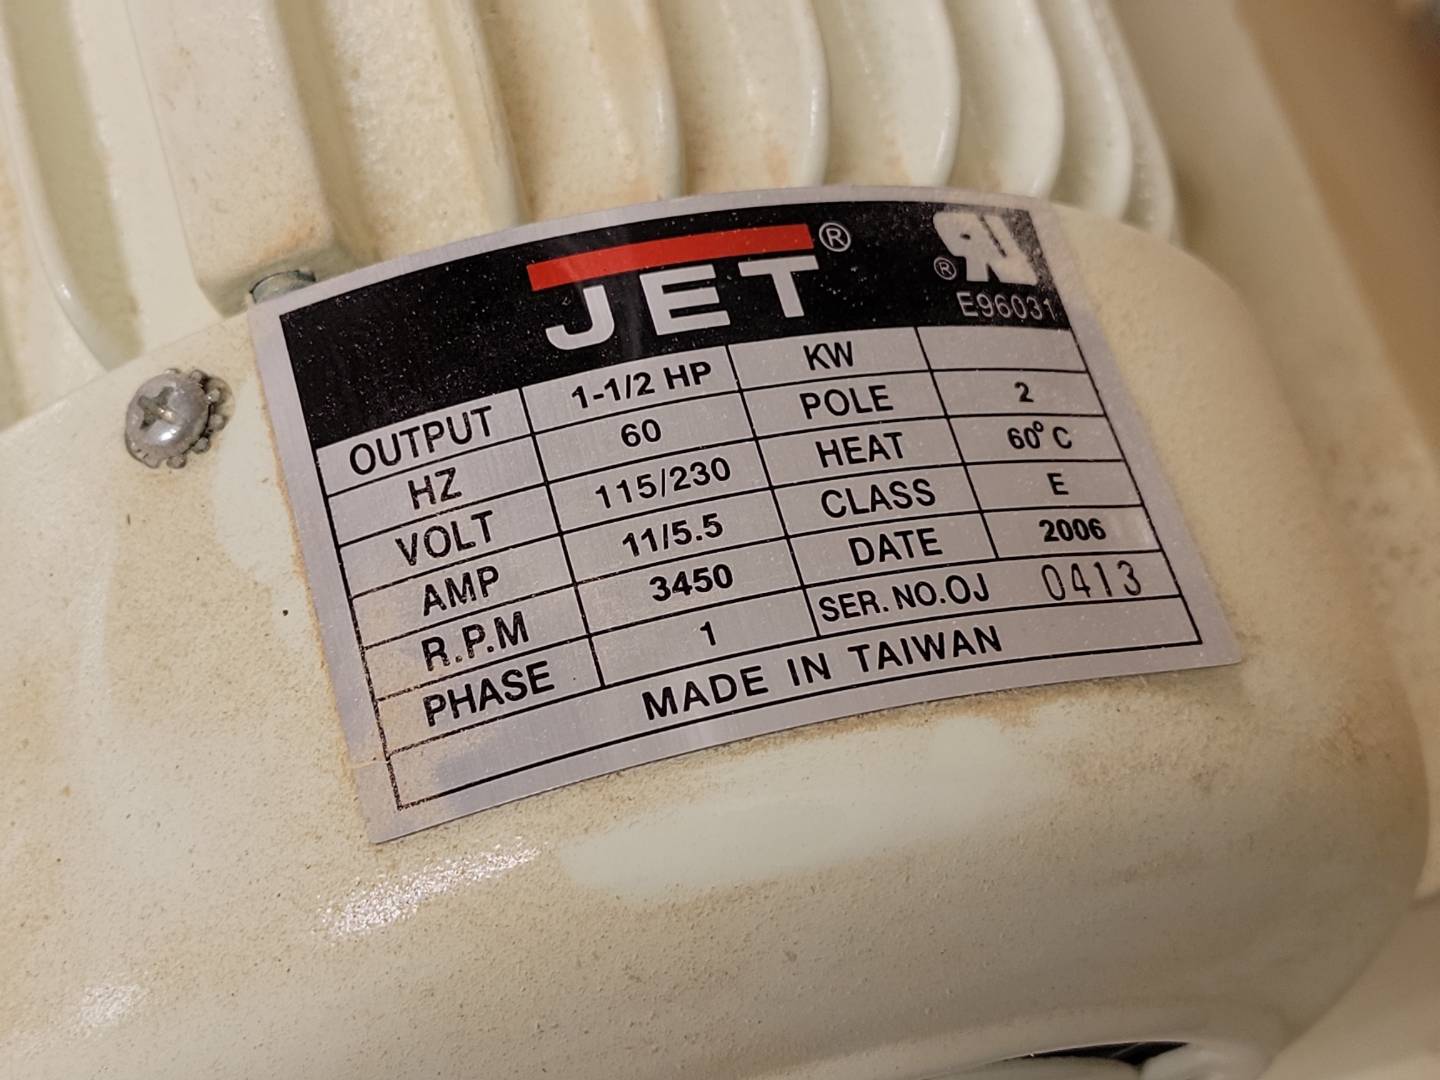 JET®
® E96031
OUTPUT 1-1/2 HP KW
HZ 60 POLE 2
VOLT 115/230 HEAT 60°C
AMP 11/5.5 CLASS E
R.P.M 3450 DATE 2006
PHASE 1 SER. NO. OJ 0413
MADE IN TAIWAN